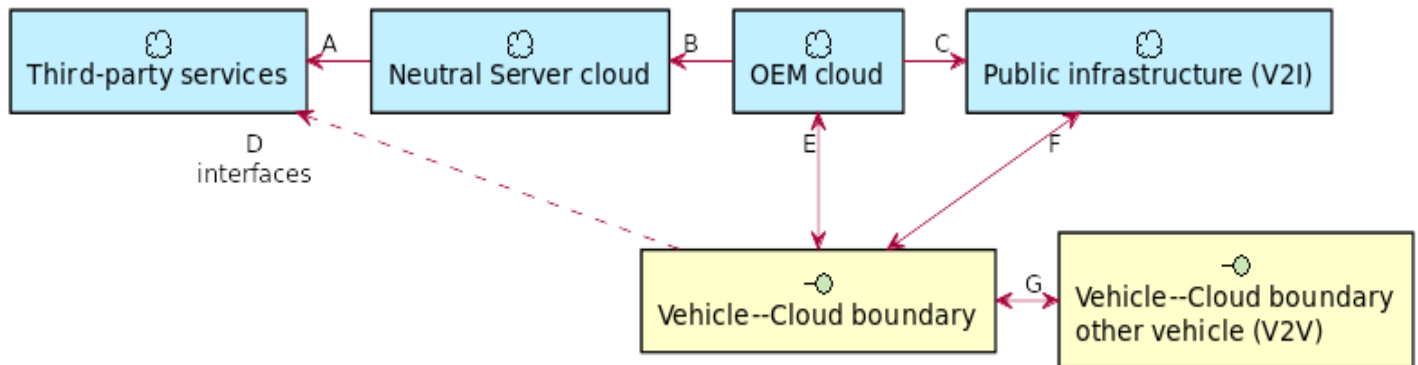 A
B
C
Third-party services
Neutral Server cloud
OEM cloud
Public infrastructure (V2I)
D
interfaces
E
F
Vehicle--Cloud boundary
G
Vehicle--Cloud boundary
other vehicle (V2V)